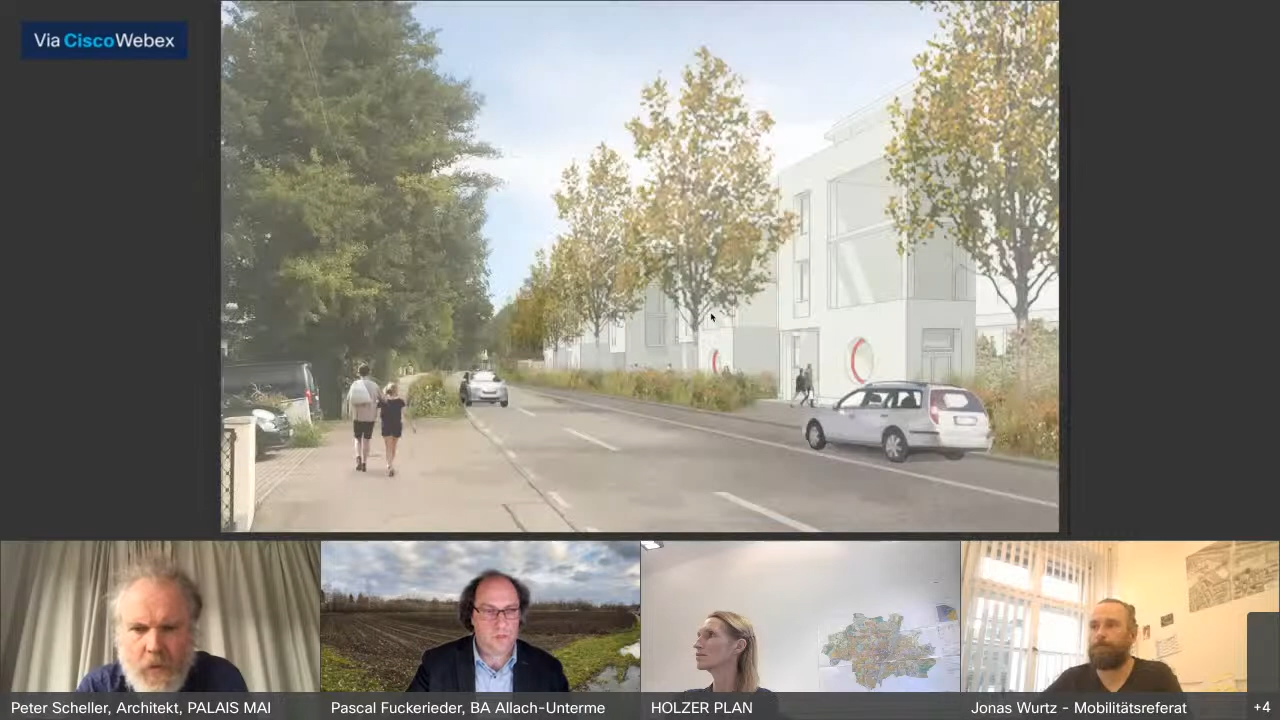 Via CiscoWebex
Peter Scheller, Architekt, PALAIS MAI
Pascal Fuckerieder, BA Allach-Unterme
HOLZER PLAN
Jonas Wurtz - Mobilitätsreferat
+4